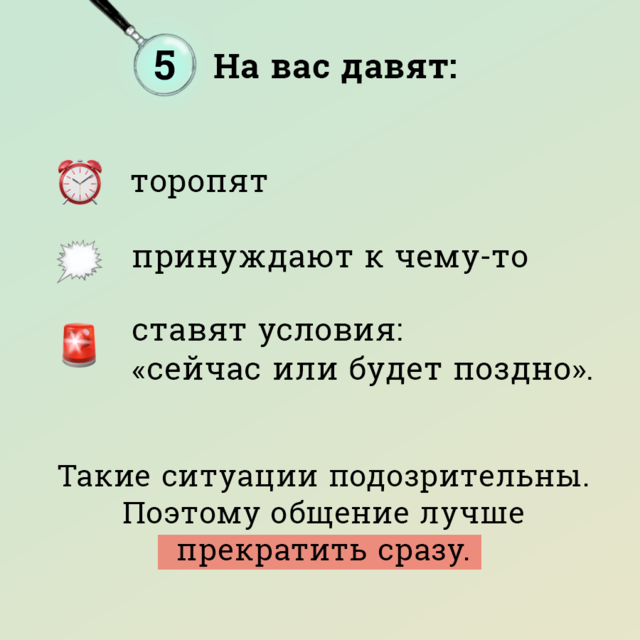 5 На вас давят:
торопят
принуждают к чему-то
ставят условия:
«сейчас или будет поздно».
Такие ситуации подозрительны.
Поэтому общение лучше
прекратить сразу.